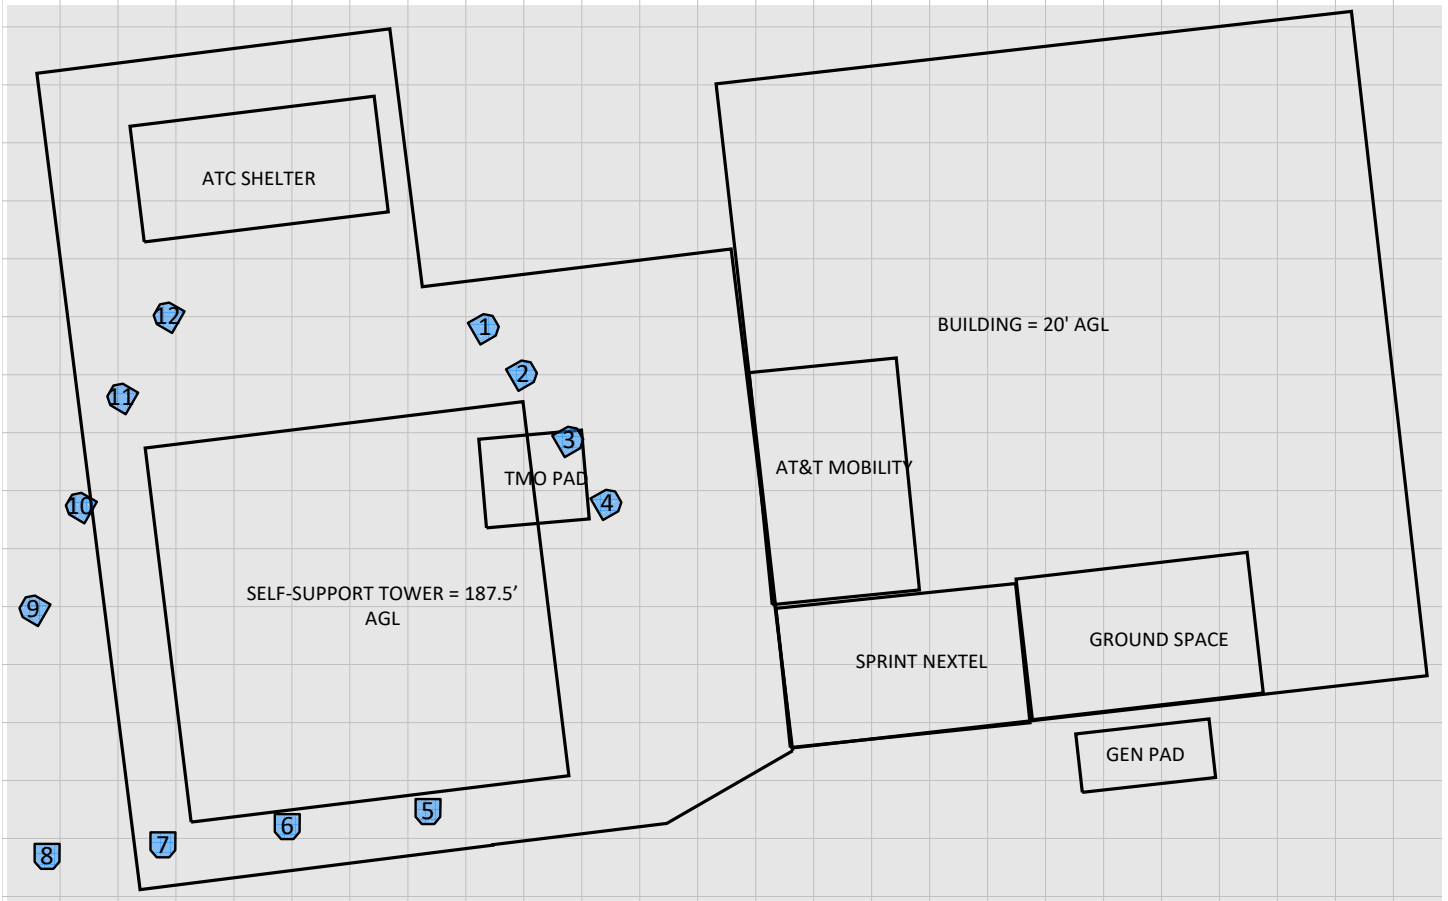 ATC SHELTER
12
1
BUILDING = 20' AGL
2
11
3
AT&T MOBILITY
TMO PAD
4
10
SELF-SUPPORT TOWER = 187.5’
AGL
9
GROUND SPACE
SPRINT NEXTEL
GEN PAD
5
6
7
8